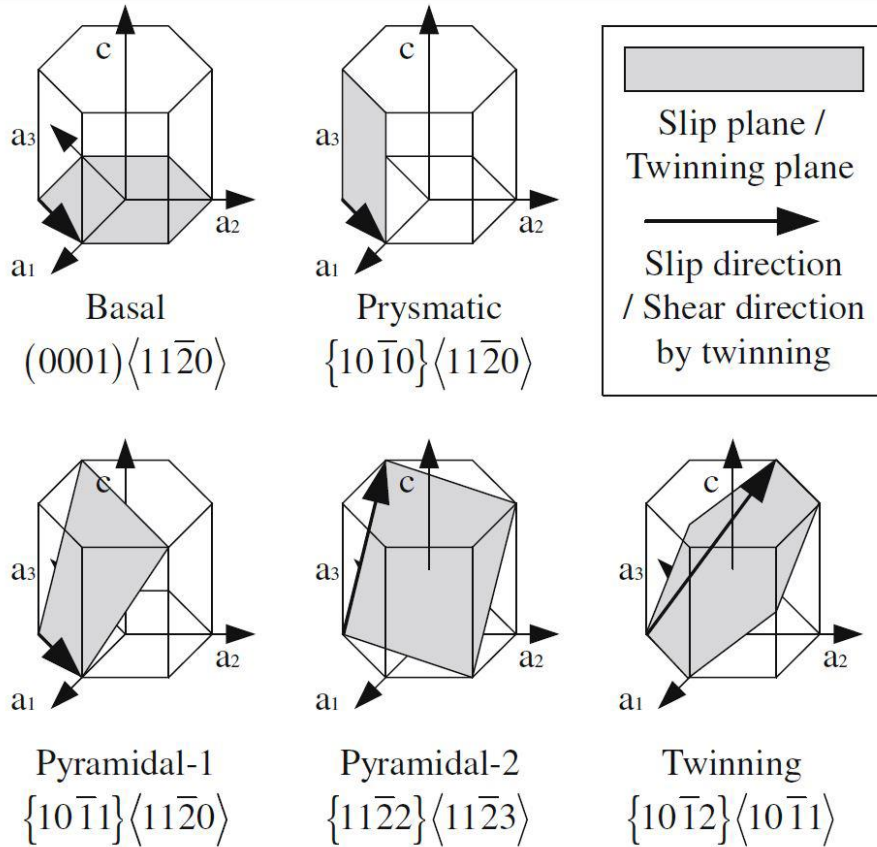 c
a₃
a₂
a₁
Basal
(0001)⟨112̅0⟩
c
a₃
a₂
a₁
Prysmatic
{101̅0}⟨112̅0⟩
Slip plane /
Twinning plane
Slip direction
/ Shear direction
by twinning
c
a₃
a₂
a₁
Pyramidal-1
{101̅1}⟨112̅0⟩
c
a₃
a₂
a₁
Pyramidal-2
{112̅2}⟨112̅3⟩
c
a₃
a₂
a₁
Twinning
{101̅2}⟨101̅1⟩